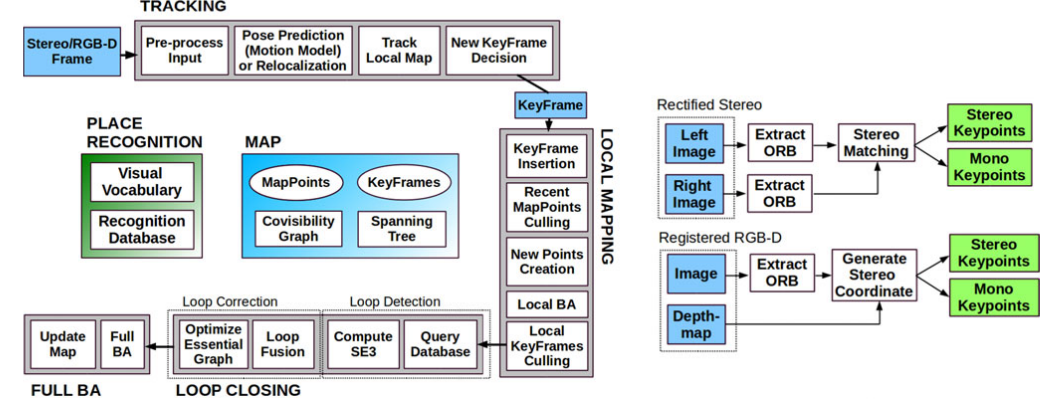 TRACKING
Stereo/RGB-D
Frame
Pre-process
Input
Pose Prediction
(Motion Model)
or Relocalization
Track
Local Map
New KeyFrame
Decision
KeyFrame
PLACE
RECOGNITION
Visual
Vocabulary
Recognition
Database
MAP
MapPoints
KeyFrames
Covisibility
Graph
Spanning
Tree
LOCAL MAPPING
KeyFrame
Insertion
Recent
MapPoints
Culling
New Points
Creation
Local BA
Local
KeyFrames
Culling
Loop Correction
Loop Detection
Update
Map
Full
BA
Optimize
Essential
Graph
Loop
Fusion
Compute
SE3
Query
Database
FULL BA
LOOP CLOSING
Rectified Stereo
Left
Image
Extract
ORB
Stereo
Matching
Stereo
Keypoints
Mono
Keypoints
Right
Image
Extract
ORB
Registered RGB-D
Image
Extract
ORB
Generate
Stereo
Coordinate
Stereo
Keypoints
Mono
Keypoints
Depth-
map